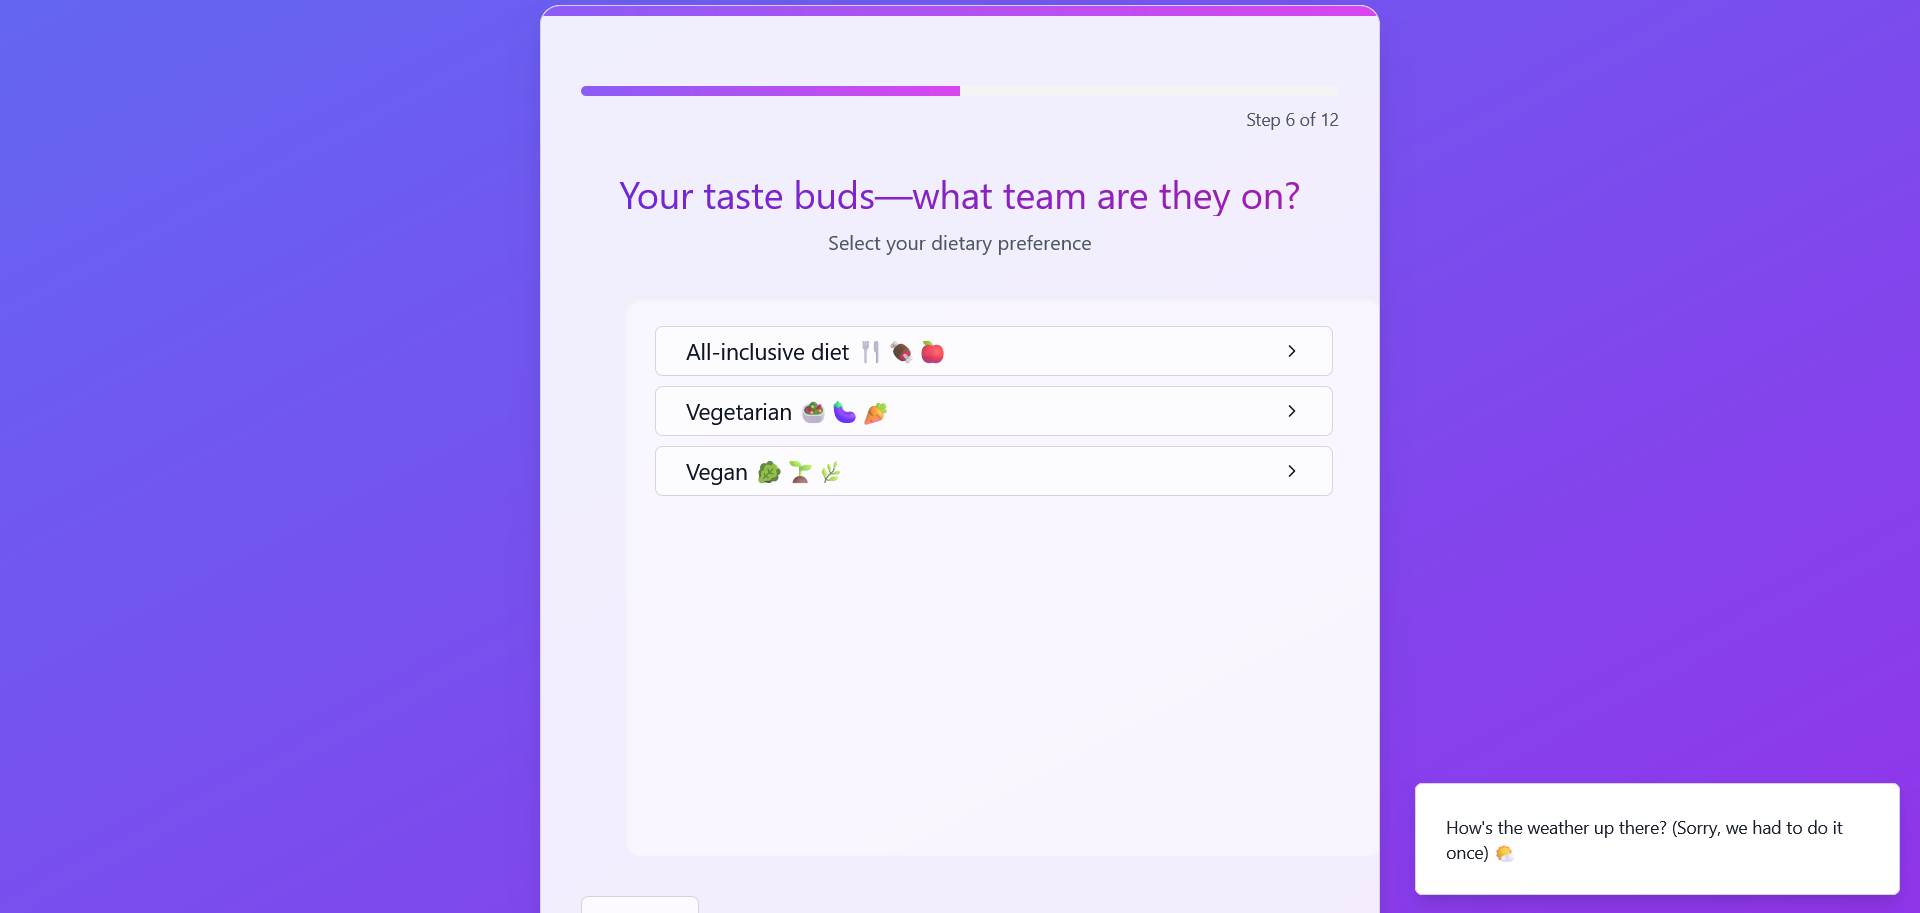 Step 6 of 12
Your taste buds—what team are they on?
Select your dietary preference
All-inclusive diet 🍴 🍖 🍎
Vegetarian 🥗 🍆 🥕
Vegan 🥦 🌱 🌿
How's the weather up there? (Sorry, we had to do it
once) 🌤️